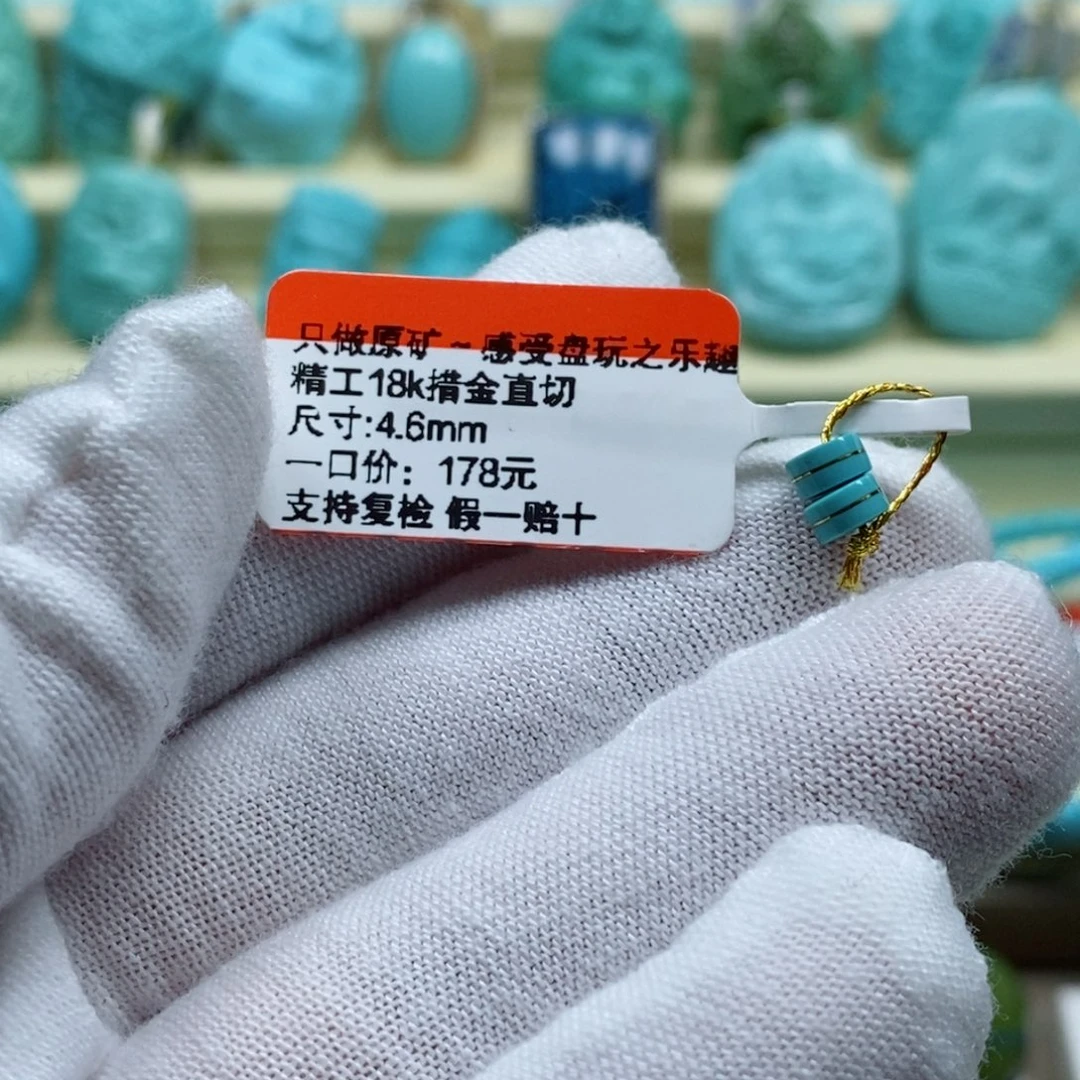 只做原矿~感受盘玩之乐趣
精工18k措金直切
尺寸:4.6mm
一口价：178元
支持复检 假一赔十